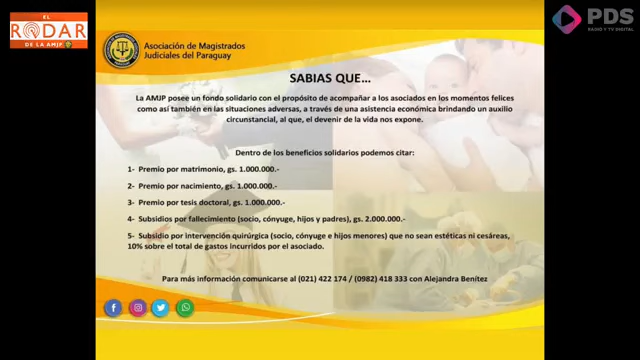 EL
RADAR
DE LA AMJP
PDS
RADIO Y TV DIGITAL
Asociación de Magistrados
Judiciales del Paraguay
SABIAS QUE...
La AMJP posee un fondo solidario con el propósito de acompañar a los asociados en los momentos felices
como así también en las situaciones adversas, a través de una asistencia económica brindando un auxilio
circunstancial, al que, el devenir de la vida nos expone.
Dentro de los beneficios solidarios podemos citar:
1- Premio por matrimonio, gs. 1.000.000.-
2- Premio por nacimiento, gs. 1.000.000.-
3- Premio por tesis doctoral, gs. 1.000.000.-
4- Subsidios por fallecimiento (socio, cónyuge, hijos y padres), gs. 2.000.000.-
5- Subsidio por intervención quirúrgica (socio, cónyuge e hijos menores) que no sean estéticas ni cesáreas,
10% sobre el total de gastos incurridos por el asociado.
Para más información comunicarse al (021) 422 174 / (0982) 418 333 con Alejandra Benítez